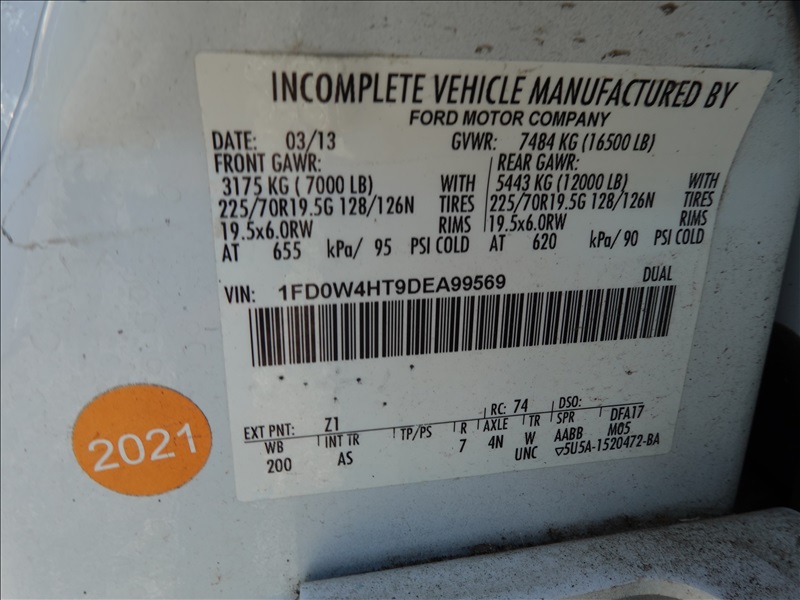 INCOMPLETE VEHICLE MANUFACTURED BY
FORD MOTOR COMPANY
DATE: 03/13 GVWR: 7484 KG (16500 LB)
FRONT GAWR: REAR GAWR:
3175 KG ( 7000 LB) WITH 5443 KG (12000 LB) WITH
225/70R19.5G 128/126N TIRES 225/70R19.5G 128/126N TIRES
19.5x6.0RW RIMS 19.5x6.0RW RIMS
AT 655 kPa/ 95 PSI COLD AT 620 kPa/ 90 PSI COLD
VIN: 1FD0W4HT9DEA99569 DUAL
RC: 74 DSO:
EXT PNT: Z1 DFA17
WB INT TR TP/PS R AXLE TR SPR M05
200 AS 7 4N W AABB
UNC ▽5U5A-1520472-BA
2021